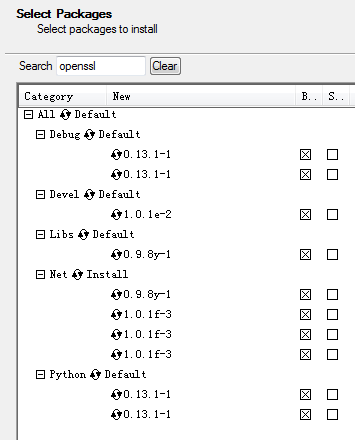 Select Packages
Select packages to install
Search openssl Clear
Category New B.. S..
All Default
Debug Default
0.13.1-1
0.13.1-1
Devel Default
1.0.1e-2
Libs Default
0.9.8y-1
Net Install
0.9.8y-1
1.0.1f-3
1.0.1f-3
1.0.1f-3
Python Default
0.13.1-1
0.13.1-1